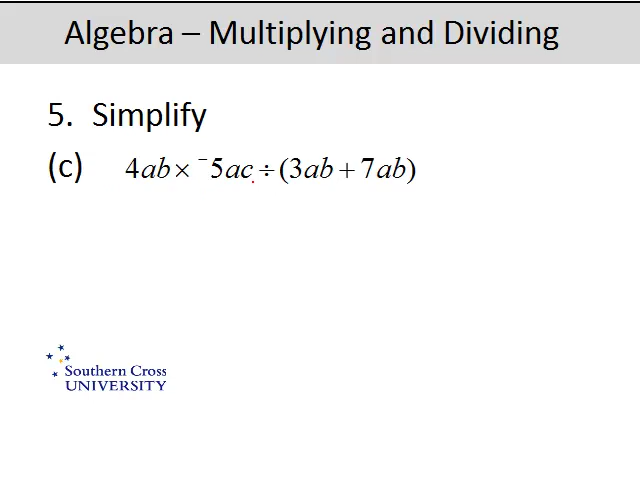 Algebra – Multiplying and Dividing
5. Simplify
(c) 4ab × ⁻5ac ÷ (3ab + 7ab)
Southern Cross
UNIVERSITY